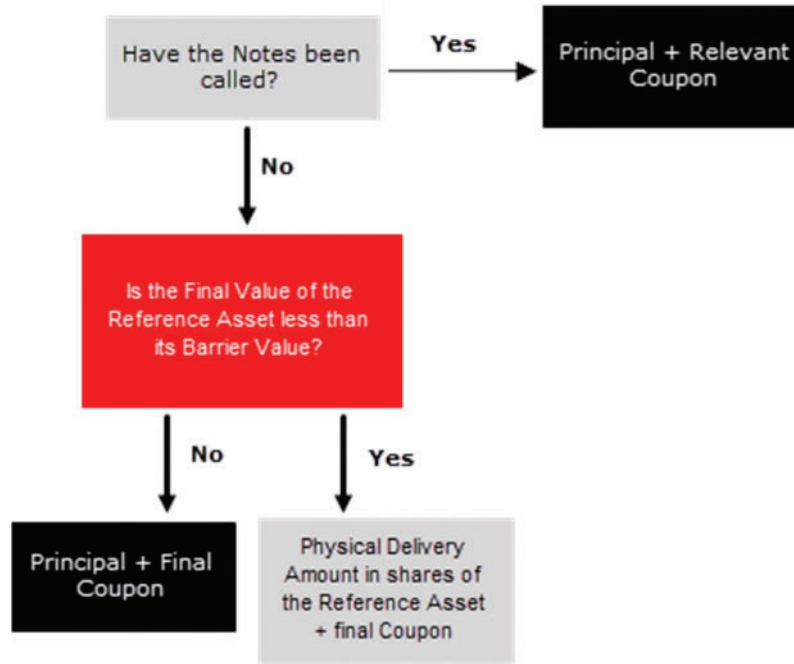 Have the Notes been
called?
Yes
Principal + Relevant
Coupon
No
Is the Final Value of the
Reference Asset less than
its Barrier Value?
No
Yes
Principal + Final
Coupon
Physical Delivery
Amount in shares of
the Reference Asset
+ final Coupon